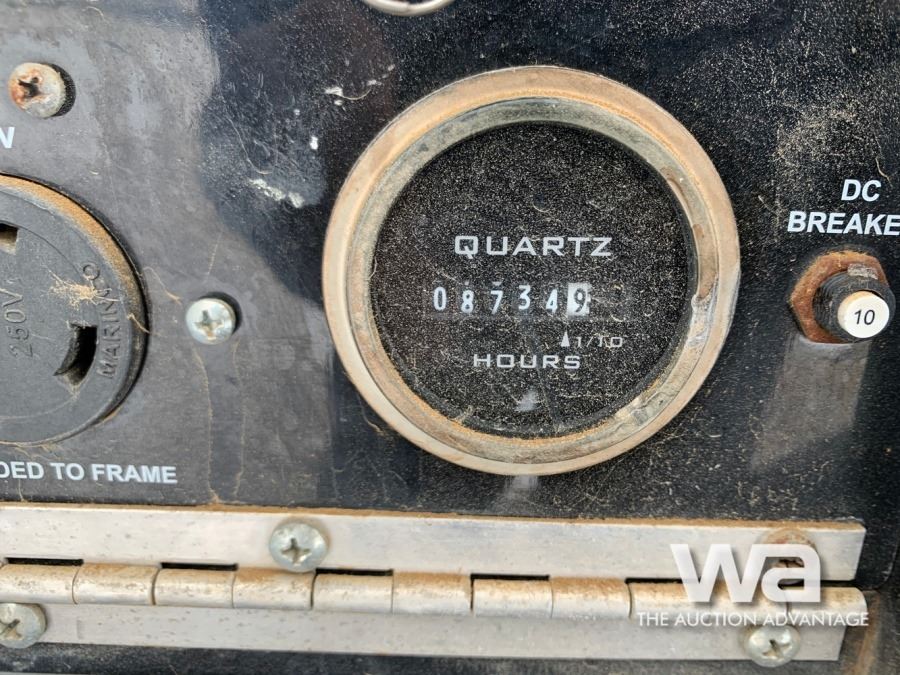 N
250V
MARINCO
DED TO FRAME
QUARTZ
087349
1/10
HOURS
DC
BREAKE
10
wa
THE AUCTION ADVANTAGE